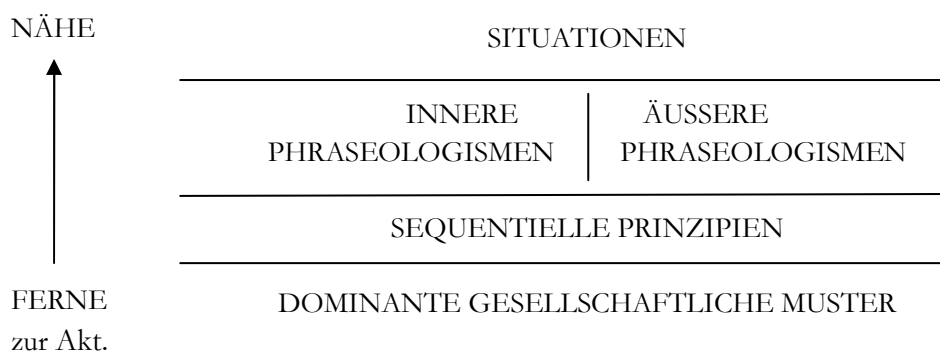 NÄHE
SITUATIONEN
INNERE ÄUSSERE
PHRASEOLOGISMEN PHRASEOLOGISMEN
SEQUENTIELLE PRINZIPIEN
FERNE DOMINANTE GESELLSCHAFTLICHE MUSTER
zur Akt.